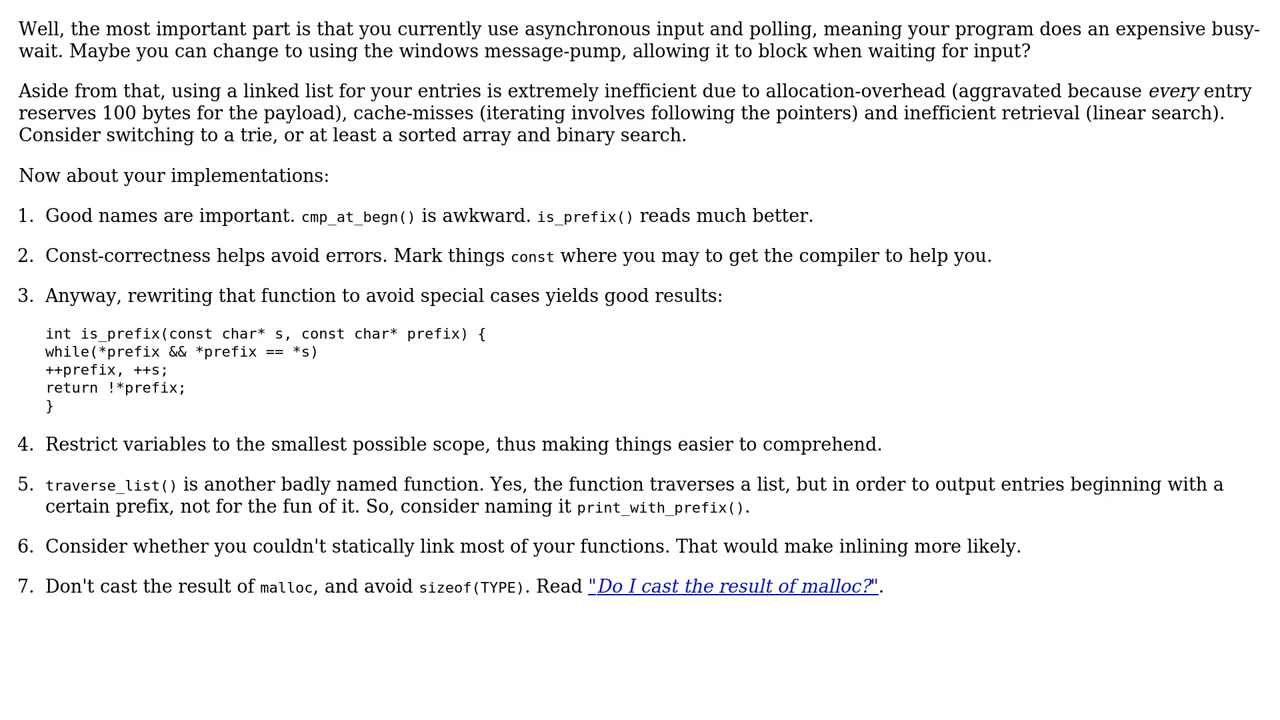 Well, the most important part is that you currently use asynchronous input and polling, meaning your program does an expensive busy-
wait. Maybe you can change to using the windows message-pump, allowing it to block when waiting for input?
Aside from that, using a linked list for your entries is extremely inefficient due to allocation-overhead (aggravated because every entry
reserves 100 bytes for the payload), cache-misses (iterating involves following the pointers) and inefficient retrieval (linear search).
Consider switching to a trie, or at least a sorted array and binary search.
Now about your implementations:
1. Good names are important. cmp_at_begn() is awkward. is_prefix() reads much better.
2. Const-correctness helps avoid errors. Mark things const where you may to get the compiler to help you.
3. Anyway, rewriting that function to avoid special cases yields good results:
int is_prefix(const char* s, const char* prefix) {
while(*prefix && *prefix == *s)
++prefix, ++s;
return !*prefix;
}
4. Restrict variables to the smallest possible scope, thus making things easier to comprehend.
5. traverse_list() is another badly named function. Yes, the function traverses a list, but in order to output entries beginning with a
certain prefix, not for the fun of it. So, consider naming it print_with_prefix().
6. Consider whether you couldn't statically link most of your functions. That would make inlining more likely.
7. Don't cast the result of malloc, and avoid sizeof(TYPE). Read "Do I cast the result of malloc?".